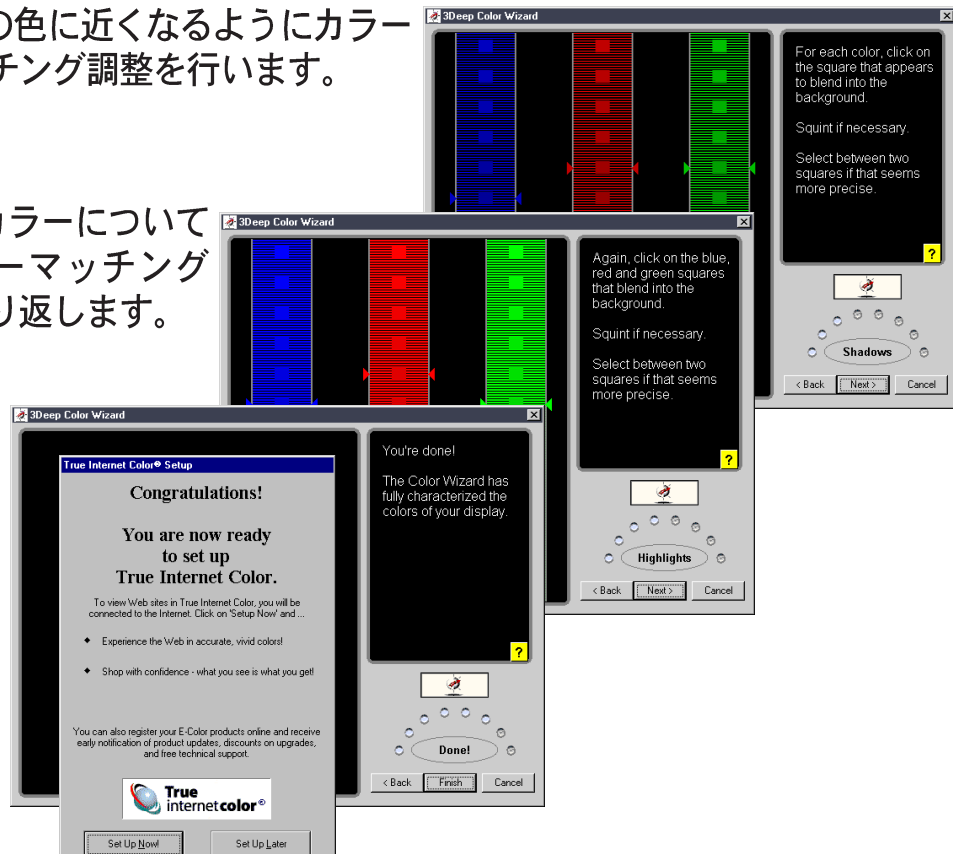 の色に近くなるようにカラー
チング調整を行います。
カラーについて
ーマッチング
り返します。
3Deep Color Wizard
For each color, click on
the square that appears
to blend into the
background.
Squint if necessary.
Select between two
squares if that seems
more precise.
?
Shadows
< Back
Next >
Cancel
3Deep Color Wizard
Again, click on the blue,
red and green squares
that blend into the
background.
Squint if necessary.
Select between two
squares if that seems
more precise.
?
Highlights
< Back
Next >
Cancel
3Deep Color Wizard
True Internet Color® Setup
Congratulations!
You are now ready
to set up
True Internet Color.
To view Web sites in True Internet Color, you will be
connected to the Internet. Click on 'Setup Now' and ...
Experience the Web in accurate, vivid colors!
Shop with confidence - what you see is what you get!
You can also register your E-Color products online and receive
early notification of product updates, discounts on upgrades,
and free technical support.
True
internetcolor®
Set Up Now!
Set Up Later
You're done!
The Color Wizard has
fully characterized the
colors of your display.
?
Done!
< Back
Finish
Cancel